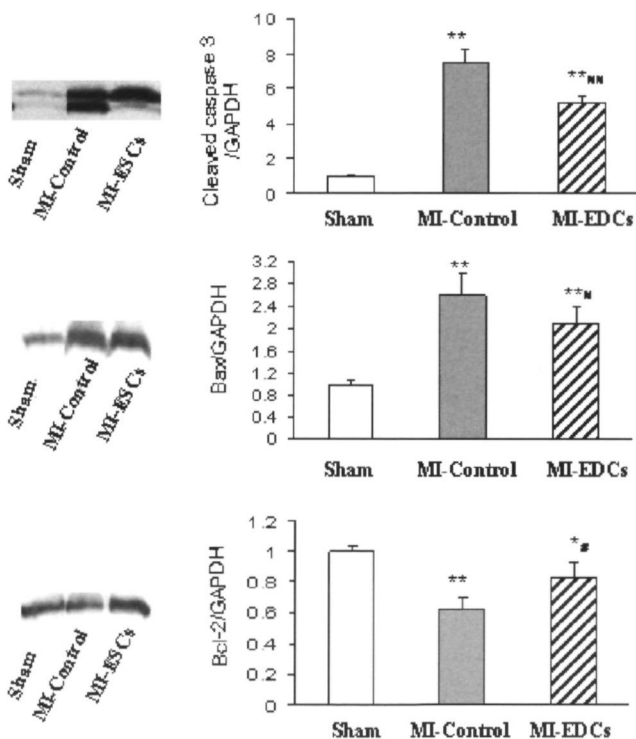 Sham
MI-Control
MI-ESCs
Cleaved caspase 3
/GAPDH
10
8
6
4
2
0
**
**##
Sham
MI-Control
MI-EDCs
Sham
MI-Control
MI-ESCs
Bax/GAPDH
3.2
2.8
2.4
2
1.6
1.2
0.8
0.4
0
**
**#
Sham
MI-Control
MI-EDCs
Sham
MI-Control
MI-ESCs
Bcl-2/GAPDH
1.2
1
0.8
0.6
0.4
0.2
0
**
*#
Sham
MI-Control
MI-EDCs